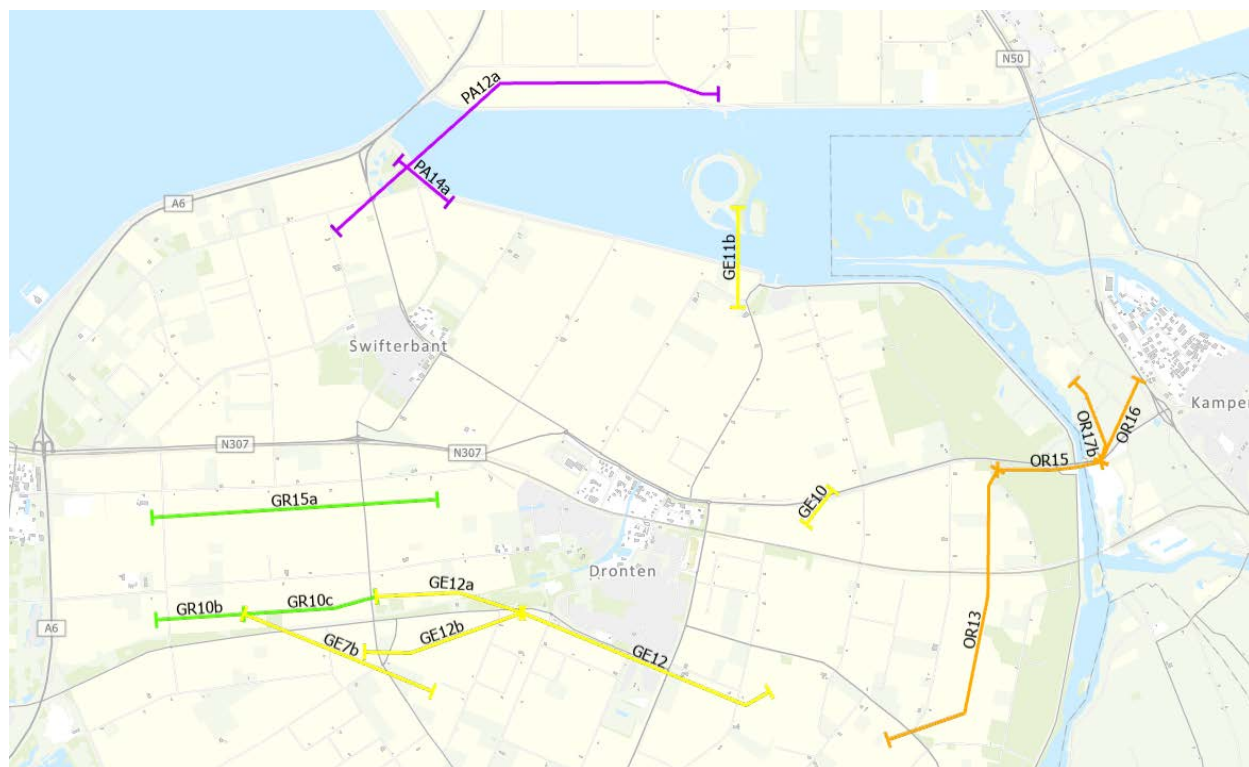 N50
PA12a
PA14a
A6
GE11b
Swifterbant
Kampen
OR17b
OR16
N307
N307
OR15
GR15a
GE10
Dronten
GE12a
GR10b
GR10c
OR13
A6
GE7b
GE12b
GE12